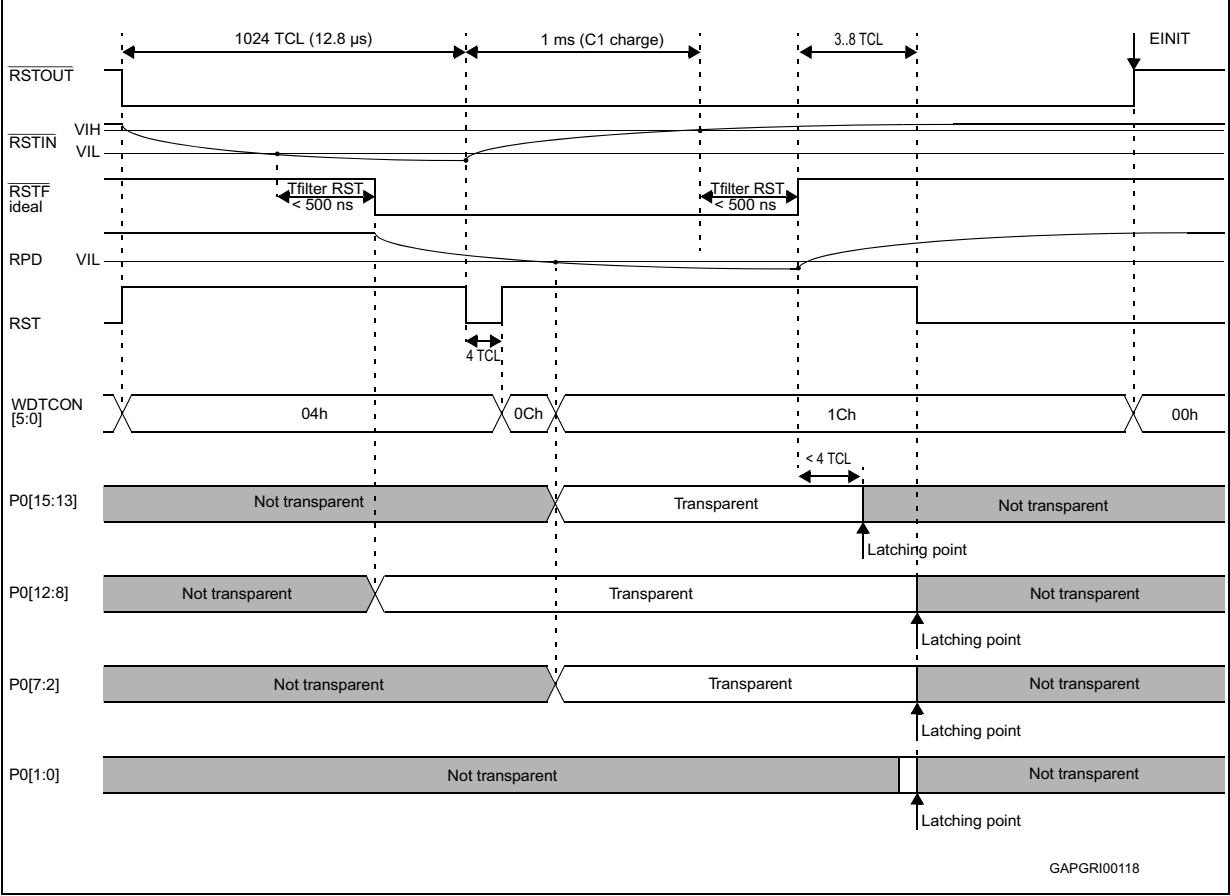 1024 TCL (12.8 µs)
1 ms (C1 charge)
3..8 TCL
EINIT
RSTOUT
RSTIN
VIH
VIL
RSTF
ideal
Tfilter RST
< 500 ns
Tfilter RST
< 500 ns
RPD
VIL
RST
4 TCL
WDTCON
[5:0]
04h
0Ch
1Ch
00h
< 4 TCL
P0[15:13]
Not transparent
Transparent
Not transparent
Latching point
P0[12:8]
Not transparent
Transparent
Not transparent
Latching point
P0[7:2]
Not transparent
Transparent
Not transparent
Latching point
P0[1:0]
Not transparent
Not transparent
Latching point
GAPGRI00118